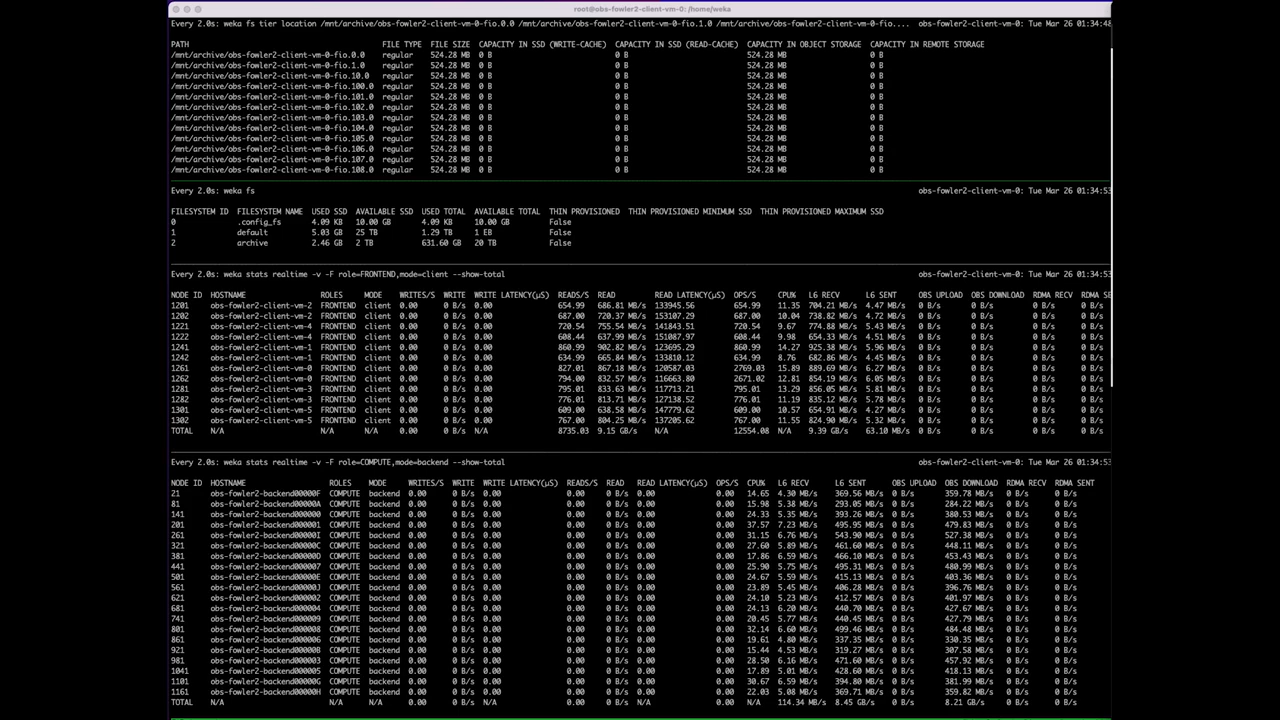 root@obs-fowler2-client-vm-0: /home/weka
Every 2.0s: weka fs tier location /mnt/archive/obs-fowler2-client-vm-0-fio.0.0 /mnt/archive/obs-fowler2-client-vm-0-fio.1.0 /mnt/archive/obs-fowler2-client-vm-0-fio.... obs-fowler2-client-vm-0: Tue Mar 26 01:34:48
PATH FILE TYPE FILE SIZE CAPACITY IN SSD (WRITE-CACHE) CAPACITY IN SSD (READ-CACHE) CAPACITY IN OBJECT STORAGE CAPACITY IN REMOTE STORAGE
/mnt/archive/obs-fowler2-client-vm-0-fio.0.0 regular 524.28 MB 0 B 0 B 524.28 MB 0 B
/mnt/archive/obs-fowler2-client-vm-0-fio.1.0 regular 524.28 MB 0 B 0 B 524.28 MB 0 B
/mnt/archive/obs-fowler2-client-vm-0-fio.10.0 regular 524.28 MB 0 B 0 B 524.28 MB 0 B
/mnt/archive/obs-fowler2-client-vm-0-fio.100.0 regular 524.28 MB 0 B 0 B 524.28 MB 0 B
/mnt/archive/obs-fowler2-client-vm-0-fio.101.0 regular 524.28 MB 0 B 0 B 524.28 MB 0 B
/mnt/archive/obs-fowler2-client-vm-0-fio.102.0 regular 524.28 MB 0 B 0 B 524.28 MB 0 B
/mnt/archive/obs-fowler2-client-vm-0-fio.103.0 regular 524.28 MB 0 B 0 B 524.28 MB 0 B
/mnt/archive/obs-fowler2-client-vm-0-fio.104.0 regular 524.28 MB 0 B 0 B 524.28 MB 0 B
/mnt/archive/obs-fowler2-client-vm-0-fio.105.0 regular 524.28 MB 0 B 0 B 524.28 MB 0 B
/mnt/archive/obs-fowler2-client-vm-0-fio.106.0 regular 524.28 MB 0 B 0 B 524.28 MB 0 B
/mnt/archive/obs-fowler2-client-vm-0-fio.107.0 regular 524.28 MB 0 B 0 B 524.28 MB 0 B
/mnt/archive/obs-fowler2-client-vm-0-fio.108.0 regular 524.28 MB 0 B 0 B 524.28 MB 0 B
Every 2.0s: weka fs obs-fowler2-client-vm-0: Tue Mar 26 01:34:53
FILESYSTEM ID FILESYSTEM NAME USED SSD AVAILABLE SSD USED TOTAL AVAILABLE TOTAL THIN PROVISIONED THIN PROVISIONED MINIMUM SSD THIN PROVISIONED MAXIMUM SSD
0 .config_fs 4.09 KB 10.00 GB 4.09 KB 10.00 GB False
1 default 5.03 GB 25 TB 1.29 TB 1 EB False
2 archive 2.46 GB 2 TB 631.60 GB 20 TB False
Every 2.0s: weka stats realtime -v -F role=FRONTEND,mode=client --show-total obs-fowler2-client-vm-0: Tue Mar 26 01:34:53
NODE ID HOSTNAME ROLES MODE WRITES/S WRITE WRITE LATENCY(µS) READS/S READ READ LATENCY(µS) OPS/S CPU% L6 RECV L6 SENT OBS UPLOAD OBS DOWNLOAD RDMA RECV RDMA SE
1201 obs-fowler2-client-vm-2 FRONTEND client 0.00 0 B/s 0.00 654.99 686.81 MB/s 133945.56 654.99 11.35 704.21 MB/s 4.47 MB/s 0 B/s 0 B/s 0 B/s 0 B/s
1202 obs-fowler2-client-vm-2 FRONTEND client 0.00 0 B/s 0.00 687.00 720.37 MB/s 153107.29 687.00 10.04 738.82 MB/s 4.72 MB/s 0 B/s 0 B/s 0 B/s 0 B/s
1221 obs-fowler2-client-vm-4 FRONTEND client 0.00 0 B/s 0.00 720.54 755.54 MB/s 141843.51 720.54 9.67 774.88 MB/s 5.43 MB/s 0 B/s 0 B/s 0 B/s 0 B/s
1222 obs-fowler2-client-vm-4 FRONTEND client 0.00 0 B/s 0.00 608.44 637.99 MB/s 151087.97 608.44 9.98 654.33 MB/s 4.51 MB/s 0 B/s 0 B/s 0 B/s 0 B/s
1241 obs-fowler2-client-vm-1 FRONTEND client 0.00 0 B/s 0.00 860.99 902.82 MB/s 123695.29 860.99 14.27 925.38 MB/s 5.96 MB/s 0 B/s 0 B/s 0 B/s 0 B/s
1242 obs-fowler2-client-vm-1 FRONTEND client 0.00 0 B/s 0.00 634.99 665.84 MB/s 133810.12 634.99 8.76 682.86 MB/s 4.45 MB/s 0 B/s 0 B/s 0 B/s 0 B/s
1261 obs-fowler2-client-vm-0 FRONTEND client 0.00 0 B/s 0.00 827.01 867.18 MB/s 120587.03 2769.03 15.89 889.69 MB/s 6.27 MB/s 0 B/s 0 B/s 0 B/s 0 B/s
1262 obs-fowler2-client-vm-0 FRONTEND client 0.00 0 B/s 0.00 794.00 832.57 MB/s 116663.80 2671.02 12.81 854.19 MB/s 6.05 MB/s 0 B/s 0 B/s 0 B/s 0 B/s
1281 obs-fowler2-client-vm-3 FRONTEND client 0.00 0 B/s 0.00 795.01 833.63 MB/s 117713.21 795.01 13.29 856.05 MB/s 5.78 MB/s 0 B/s 0 B/s 0 B/s 0 B/s
1282 obs-fowler2-client-vm-3 FRONTEND client 0.00 0 B/s 0.00 776.01 813.71 MB/s 127138.52 776.01 11.19 835.12 MB/s 5.81 MB/s 0 B/s 0 B/s 0 B/s 0 B/s
1301 obs-fowler2-client-vm-5 FRONTEND client 0.00 0 B/s 0.00 609.00 638.58 MB/s 147779.62 609.00 10.57 654.91 MB/s 4.27 MB/s 0 B/s 0 B/s 0 B/s 0 B/s
1302 obs-fowler2-client-vm-5 FRONTEND client 0.00 0 B/s 0.00 767.00 804.25 MB/s 137205.62 767.00 11.55 824.90 MB/s 5.32 MB/s 0 B/s 0 B/s 0 B/s 0 B/s
TOTAL N/A N/A N/A 0.00 0 B/s N/A 8735.03 9.15 GB/s N/A 12554.08 N/A 9.39 GB/s 63.10 MB/s 0 B/s 0 B/s 0 B/s 0 B/s
Every 2.0s: weka stats realtime -v -F role=COMPUTE,mode=backend --show-total obs-fowler2-client-vm-0: Tue Mar 26 01:34:53
NODE ID HOSTNAME ROLES MODE WRITES/S WRITE WRITE LATENCY(µS) READS/S READ READ LATENCY(µS) OPS/S CPU% L6 RECV L6 SENT OBS UPLOAD OBS DOWNLOAD RDMA RECV RDMA SENT
21 obs-fowler2-backend00000F COMPUTE backend 0.00 0 B/s 0.00 0.00 0 B/s 0.00 0.00 14.65 4.30 MB/s 369.56 MB/s 0 B/s 359.78 MB/s 0 B/s 0 B/s
81 obs-fowler2-backend00000A COMPUTE backend 0.00 0 B/s 0.00 0.00 0 B/s 0.00 0.00 15.98 5.38 MB/s 293.05 MB/s 0 B/s 284.22 MB/s 0 B/s 0 B/s
141 obs-fowler2-backend000000 COMPUTE backend 0.00 0 B/s 0.00 0.00 0 B/s 0.00 0.00 24.33 5.35 MB/s 393.26 MB/s 0 B/s 380.53 MB/s 0 B/s 0 B/s
201 obs-fowler2-backend000001 COMPUTE backend 0.00 0 B/s 0.00 0.00 0 B/s 0.00 0.00 37.57 7.23 MB/s 495.95 MB/s 0 B/s 479.83 MB/s 0 B/s 0 B/s
261 obs-fowler2-backend00000I COMPUTE backend 0.00 0 B/s 0.00 0.00 0 B/s 0.00 0.00 31.15 6.76 MB/s 543.90 MB/s 0 B/s 527.38 MB/s 0 B/s 0 B/s
321 obs-fowler2-backend00000C COMPUTE backend 0.00 0 B/s 0.00 0.00 0 B/s 0.00 0.00 27.60 5.89 MB/s 461.60 MB/s 0 B/s 448.11 MB/s 0 B/s 0 B/s
381 obs-fowler2-backend00000D COMPUTE backend 0.00 0 B/s 0.00 0.00 0 B/s 0.00 0.00 17.86 6.25 MB/s 466.10 MB/s 0 B/s 453.43 MB/s 0 B/s 0 B/s
441 obs-fowler2-backend000007 COMPUTE backend 0.00 0 B/s 0.00 0.00 0 B/s 0.00 0.00 25.90 5.75 MB/s 495.31 MB/s 0 B/s 480.99 MB/s 0 B/s 0 B/s
501 obs-fowler2-backend00000E COMPUTE backend 0.00 0 B/s 0.00 0.00 0 B/s 0.00 0.00 24.67 5.59 MB/s 415.13 MB/s 0 B/s 403.36 MB/s 0 B/s 0 B/s
561 obs-fowler2-backend00000J COMPUTE backend 0.00 0 B/s 0.00 0.00 0 B/s 0.00 0.00 23.89 5.45 MB/s 406.28 MB/s 0 B/s 396.76 MB/s 0 B/s 0 B/s
621 obs-fowler2-backend000002 COMPUTE backend 0.00 0 B/s 0.00 0.00 0 B/s 0.00 0.00 24.10 5.23 MB/s 412.57 MB/s 0 B/s 401.97 MB/s 0 B/s 0 B/s
681 obs-fowler2-backend000004 COMPUTE backend 0.00 0 B/s 0.00 0.00 0 B/s 0.00 0.00 24.13 6.20 MB/s 440.70 MB/s 0 B/s 427.67 MB/s 0 B/s 0 B/s
741 obs-fowler2-backend000009 COMPUTE backend 0.00 0 B/s 0.00 0.00 0 B/s 0.00 0.00 20.45 5.77 MB/s 440.45 MB/s 0 B/s 427.79 MB/s 0 B/s 0 B/s
801 obs-fowler2-backend000008 COMPUTE backend 0.00 0 B/s 0.00 0.00 0 B/s 0.00 0.00 32.14 6.60 MB/s 499.46 MB/s 0 B/s 484.48 MB/s 0 B/s 0 B/s
861 obs-fowler2-backend000006 COMPUTE backend 0.00 0 B/s 0.00 0.00 0 B/s 0.00 0.00 19.61 4.80 MB/s 337.35 MB/s 0 B/s 330.35 MB/s 0 B/s 0 B/s
921 obs-fowler2-backend00000B COMPUTE backend 0.00 0 B/s 0.00 0.00 0 B/s 0.00 0.00 15.44 4.53 MB/s 319.27 MB/s 0 B/s 307.58 MB/s 0 B/s 0 B/s
981 obs-fowler2-backend000003 COMPUTE backend 0.00 0 B/s 0.00 0.00 0 B/s 0.00 0.00 28.50 6.16 MB/s 471.60 MB/s 0 B/s 457.92 MB/s 0 B/s 0 B/s
1041 obs-fowler2-backend000005 COMPUTE backend 0.00 0 B/s 0.00 0.00 0 B/s 0.00 0.00 17.89 5.01 MB/s 428.60 MB/s 0 B/s 418.13 MB/s 0 B/s 0 B/s
1101 obs-fowler2-backend00000G COMPUTE backend 0.00 0 B/s 0.00 0.00 0 B/s 0.00 0.00 30.67 6.59 MB/s 394.80 MB/s 0 B/s 381.99 MB/s 0 B/s 0 B/s
1161 obs-fowler2-backend00000H COMPUTE backend 0.00 0 B/s 0.00 0.00 0 B/s 0.00 0.00 22.03 5.08 MB/s 369.71 MB/s 0 B/s 359.82 MB/s 0 B/s 0 B/s
TOTAL N/A N/A N/A 0.00 0 B/s N/A 0.00 0 B/s N/A 0.00 N/A 114.34 MB/s 8.45 GB/s 0 B/s 8.21 GB/s 0 B/s 0 B/s